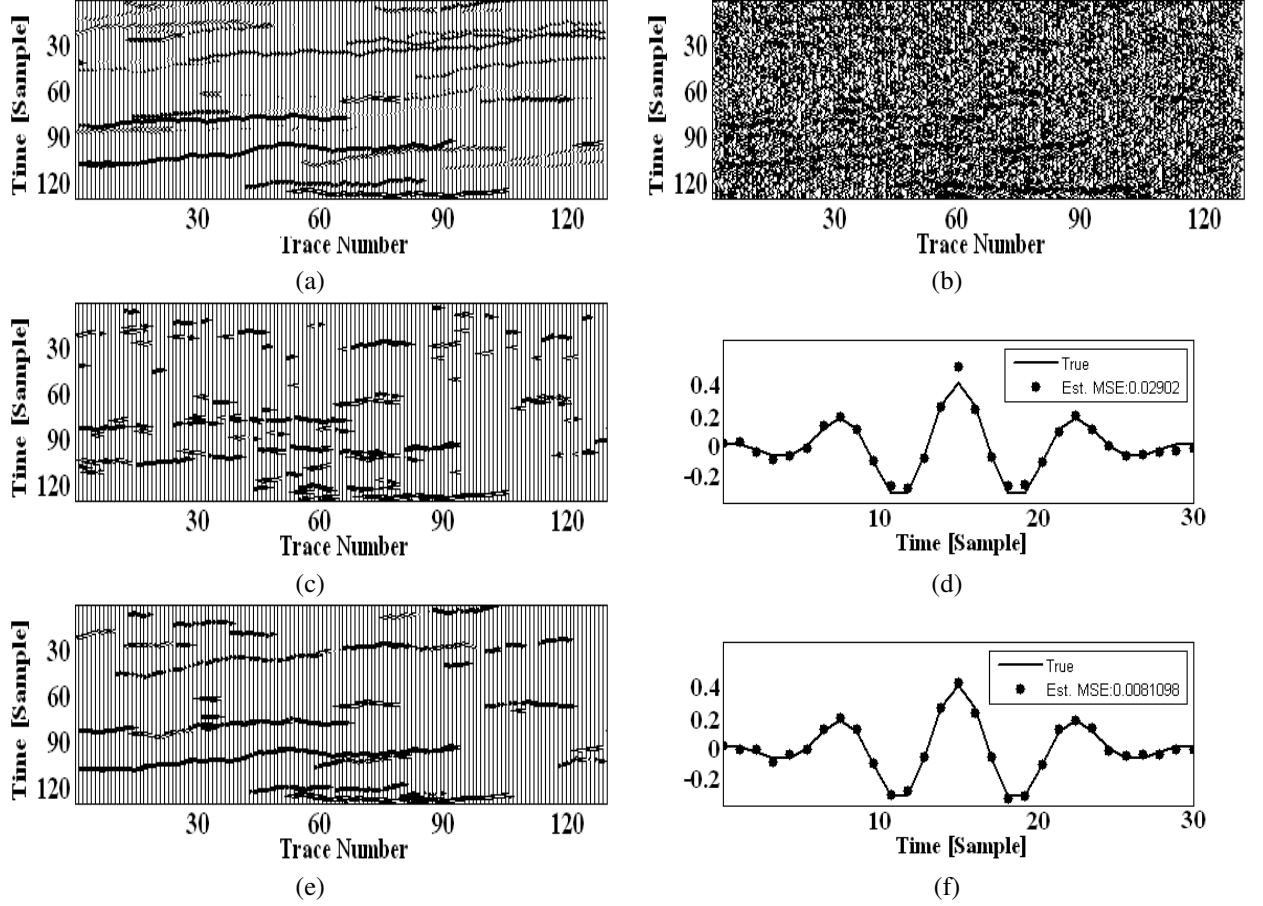 Time [Sample]
30
60
90
120
30 60 90 120
Trace Number
(a)
Time [Sample]
30
60
90
120
30 60 90 120
Trace Number
(b)
Time [Sample]
30
60
90
120
30 60 90 120
Trace Number
(c)
0.4
0.2
0
-0.2
True
Est. MSE:0.02902
10 20 30
Time [Sample]
(d)
Time [Sample]
30
60
90
120
30 60 90 120
Trace Number
(e)
0.4
0.2
0
-0.2
True
Est. MSE:0.0081098
10 20 30
Time [Sample]
(f)